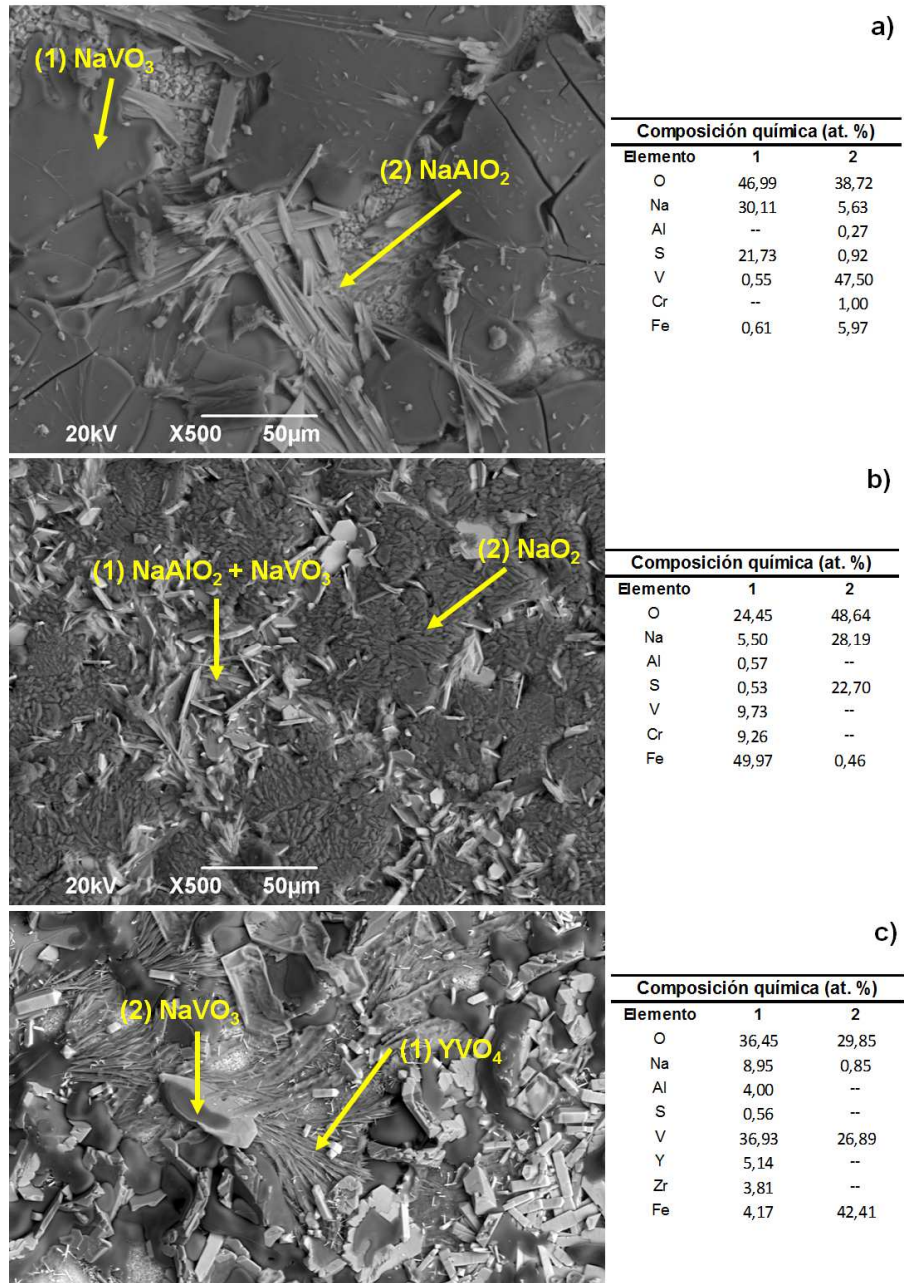 a)
(1) NaVO₃
(2) NaAlO₂
20kV X500 50µm
Composición química (at. %)
Elemento 1 2
O 46,99 38,72
Na 30,11 5,63
Al -- 0,27
S 21,73 0,92
V 0,55 47,50
Cr -- 1,00
Fe 0,61 5,97
b)
(2) NaO₂
(1) NaAlO₂ + NaVO₃
20kV X500 50µm
Composición química (at. %)
Elemento 1 2
O 24,45 48,64
Na 5,50 28,19
Al 0,57 --
S 0,53 22,70
V 9,73 --
Cr 9,26 --
Fe 49,97 0,46
c)
(2) NaVO₃
(1) YVO₄
Composición química (at. %)
Elemento 1 2
O 36,45 29,85
Na 8,95 0,85
Al 4,00 --
S 0,56 --
V 36,93 26,89
Y 5,14 --
Zr 3,81 --
Fe 4,17 42,41